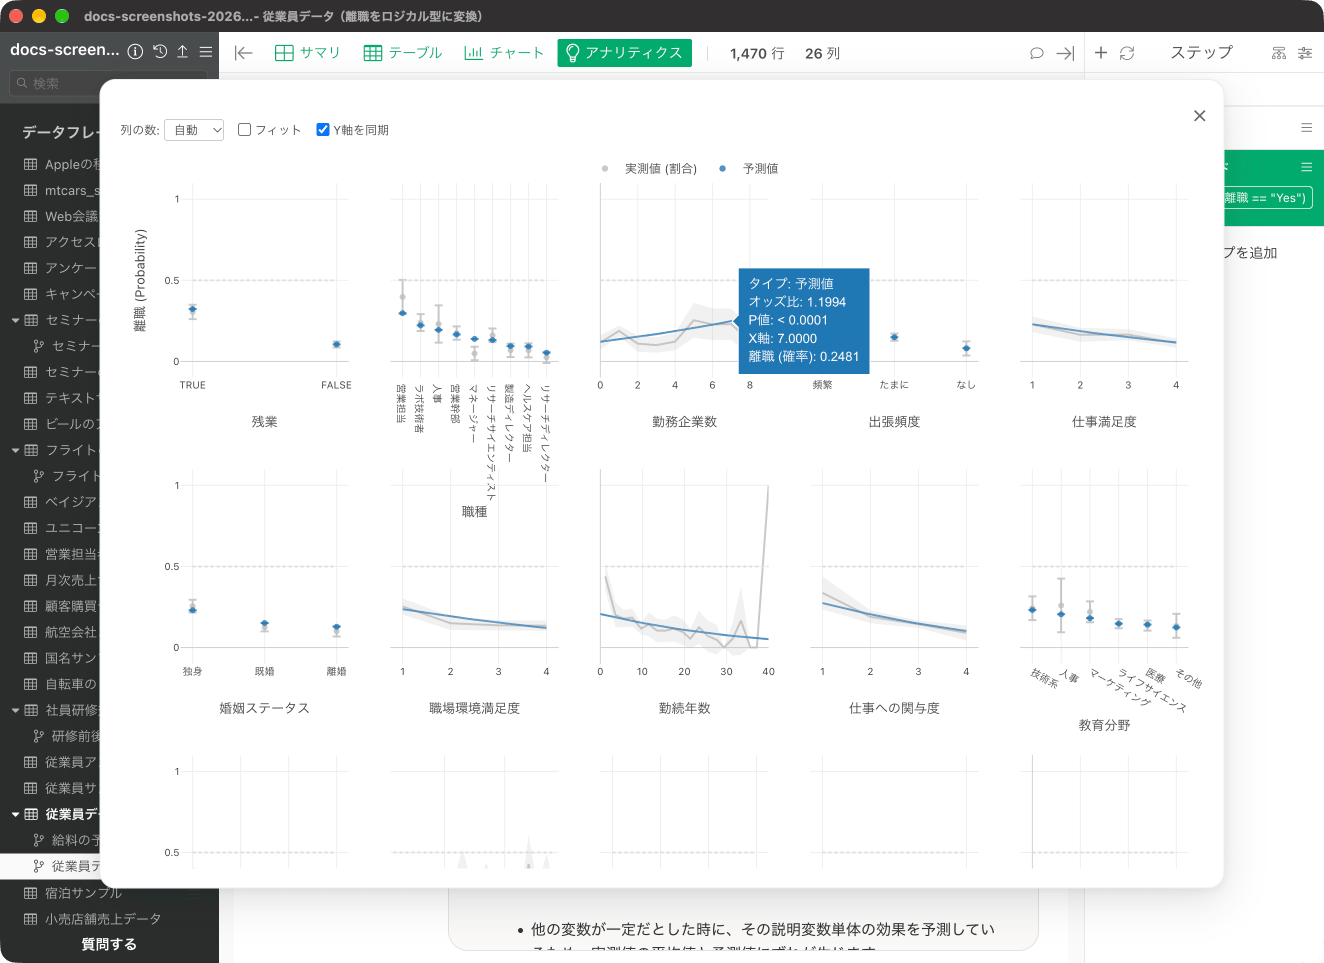 docs-screenshots-2026...- 従業員データ（離職をロジカル型に変換）
docs-screen...
サマリ
テーブル
チャート
アナリティクス
1,470 行
26 列
ステップ
検索
データフレー
Appleの
mtcars_s
Web会議
アクセス
アンケー
キャンペ
セミナー
セミナー
セミナー
テキスト
ビールの
フライト
フライト
ベイジア
ユニコー
営業担当
月次売上
顧客購買
航空会社
国名サン
自転車の
社員研修
研修前後
従業員ア
従業員サ
従業員デ
給料の予
従業員デ
宿泊サンプル
小売店舗売上データ
質問する
離職 == "Yes")
プを追加
列の数:
自動
フィット
Y軸を同期
実測値 (割合)
予測値
離職 (Probability)
1
0.5
0
TRUE
FALSE
残業
営業担当
ラボ技術者
人事
営業幹部
マネージャー
リサーチサイエンティスト
製造ディレクター
ヘルスケア担当
リサーチディレクター
職種
0
2
4
6
8
勤務企業数
タイプ: 予測値
オッズ比: 1.1994
P値: < 0.0001
X軸: 7.0000
離職 (確率): 0.2481
頻繁
たまに
なし
出張頻度
1
2
3
4
仕事満足度
1
0.5
0
独身
既婚
離婚
婚姻ステータス
1
2
3
4
職場環境満足度
0
10
20
30
40
勤続年数
1
2
3
4
仕事への関与度
技術系
人事
マーケティング
ライフサイエンス
医療
その他
教育分野
1
0.5
• 他の変数が一定だとした時に、その説明変数単体の効果を予測してい